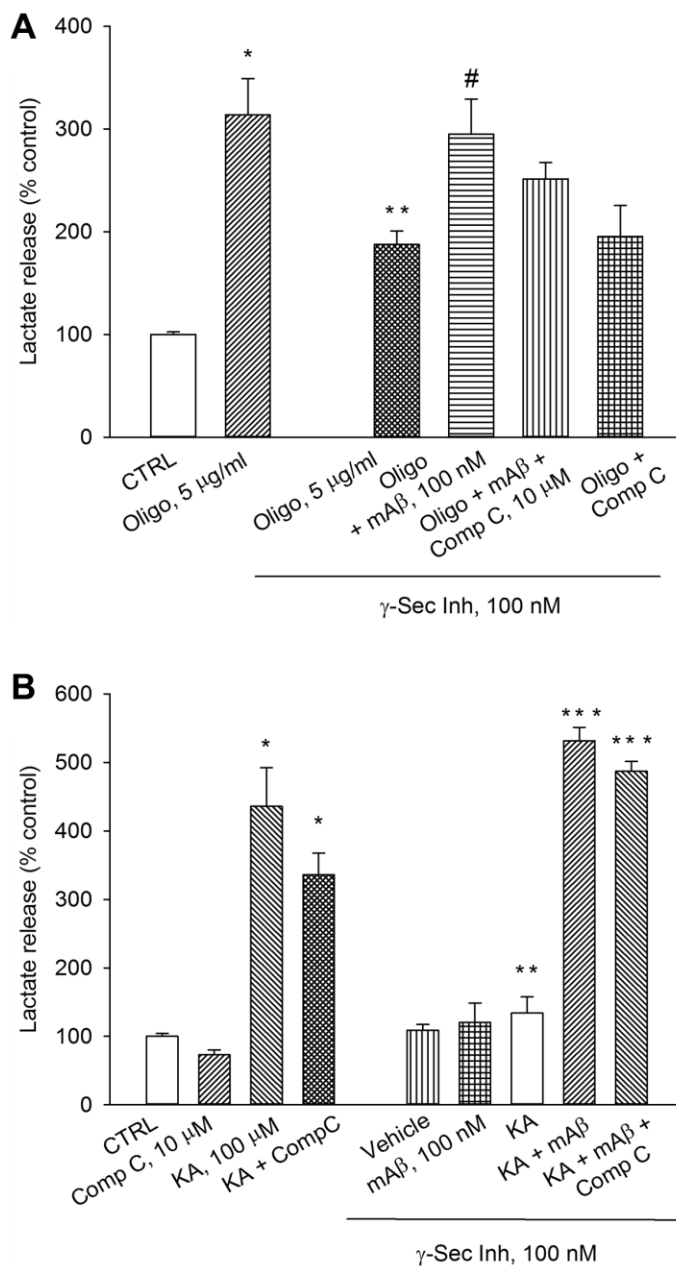 A
Lactate release (% control)
400
300
200
100
0
*
* *
#
CTRL
Oligo, 5 μg/ml
Oligo, 5 μg/ml
Oligo
+ mAβ, 100 nM
Oligo + mAβ +
Comp C, 10 μM
Oligo +
Comp C
γ-Sec Inh, 100 nM
B
Lactate release (% control)
600
500
400
300
200
100
0
*
*
* *
* * *
* * *
CTRL
Comp C, 10 μM
KA, 100 μM
KA + CompC
Vehicle
mAβ, 100 nM
KA
KA + mAβ
KA + mAβ +
Comp C
γ-Sec Inh, 100 nM